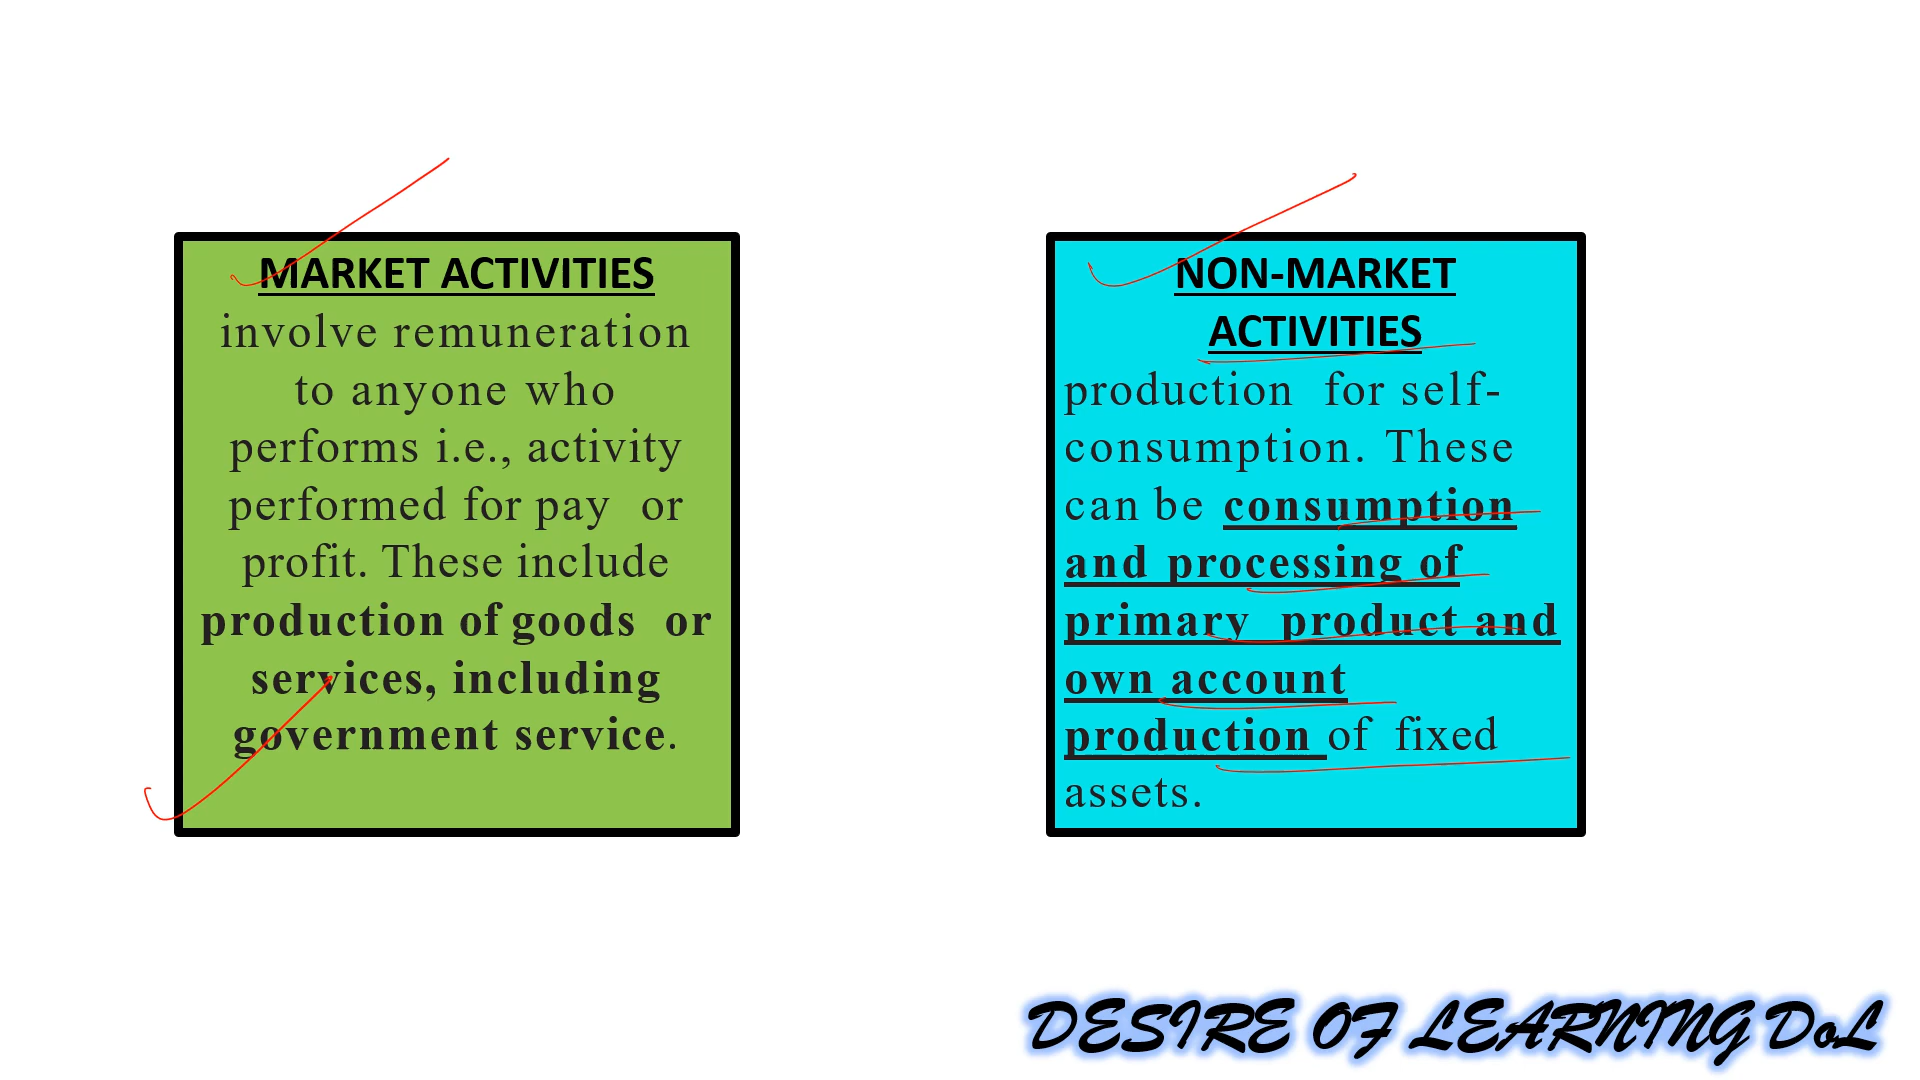 MARKET ACTIVITIES
involve remuneration
to anyone who
performs i.e., activity
performed for pay or
profit. These include
production of goods or
services, including
government service.
NON-MARKET
ACTIVITIES
production for self-
consumption. These
can be consumption
and processing of
primary product and
own account
production of fixed
assets.
DESIRE OF LEARNING DoL